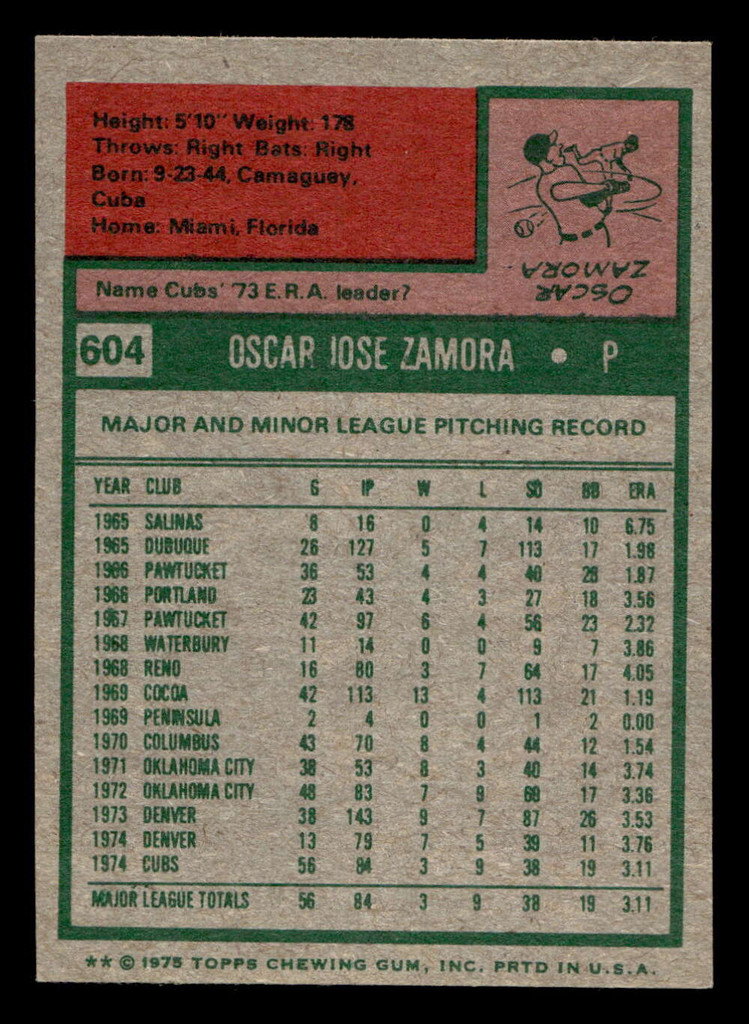 Height: 5'10" Weight: 178
Throws: Right Bats: Right
Born: 9-23-44, Camaguey,
Cuba
Home: Miami, Florida
OSCAR
ZAMORA
Name Cubs' '73 E.R.A. leader?
604 OSCAR JOSE ZAMORA • P
MAJOR AND MINOR LEAGUE PITCHING RECORD
YEAR CLUB G IP W L SO BB ERA
1965 SALINAS 8 16 0 4 14 10 6.75
1965 DUBUQUE 26 127 5 7 113 17 1.98
1966 PAWTUCKET 36 53 4 4 40 28 1.87
1966 PORTLAND 23 43 4 3 27 18 3.56
1967 PAWTUCKET 42 97 6 4 56 23 2.32
1968 WATERBURY 11 14 0 0 9 7 3.86
1968 RENO 16 80 3 7 64 17 4.05
1969 COCOA 42 113 13 4 113 21 1.19
1969 PENINSULA 2 4 0 0 1 2 0.00
1970 COLUMBUS 43 70 8 4 44 12 1.54
1971 OKLAHOMA CITY 38 53 8 3 40 14 3.74
1972 OKLAHOMA CITY 48 83 7 9 69 17 3.36
1973 DENVER 38 143 9 7 87 26 3.53
1974 DENVER 13 79 7 5 39 11 3.76
1974 CUBS 56 84 3 9 38 19 3.11
MAJOR LEAGUE TOTALS 56 84 3 9 38 19 3.11
** © 1975 TOPPS CHEWING GUM, INC. PRTD IN U.S.A.